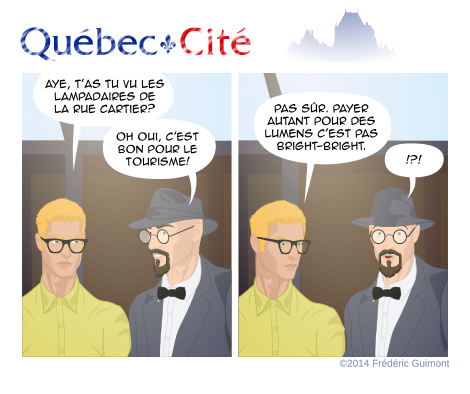 Québec Cité
AYE, T'AS TU VU LES
LAMPADAIRES DE
LA RUE CARTIER?
OH OUI, C'EST
BON POUR LE
TOURISME!
PAS SÛR. PAYER
AUTANT POUR DES
LUMENS C'EST PAS
BRIGHT-BRIGHT.
!?!
©2014 Frédéric Guimont